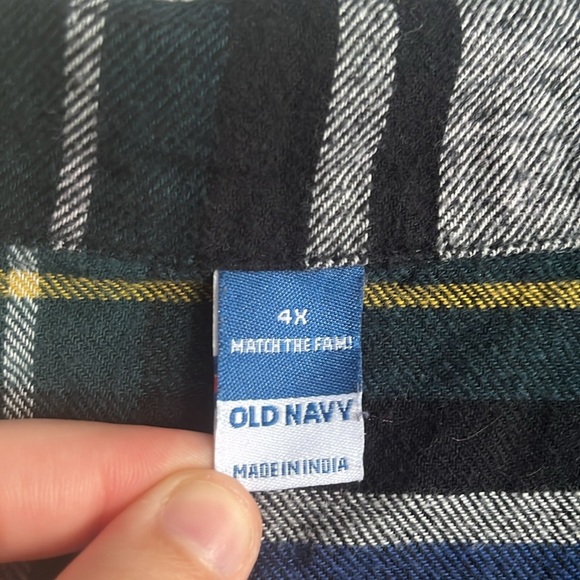 4X
MATCH THE FAM!
OLD NAVY
MADE IN INDIA